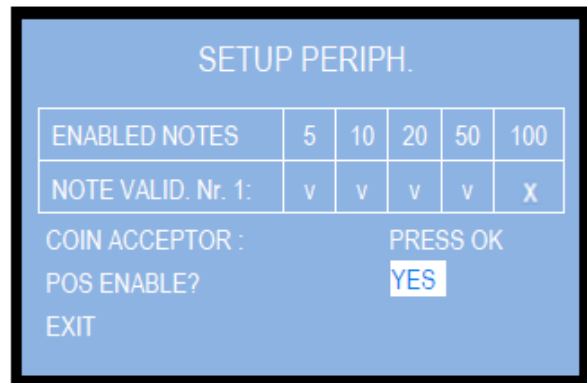 SETUP PERIPH.
ENABLED NOTES 5 10 20 50 100
NOTE VALID. Nr. 1: v v v v x
COIN ACCEPTOR : PRESS OK
POS ENABLE? YES
EXIT